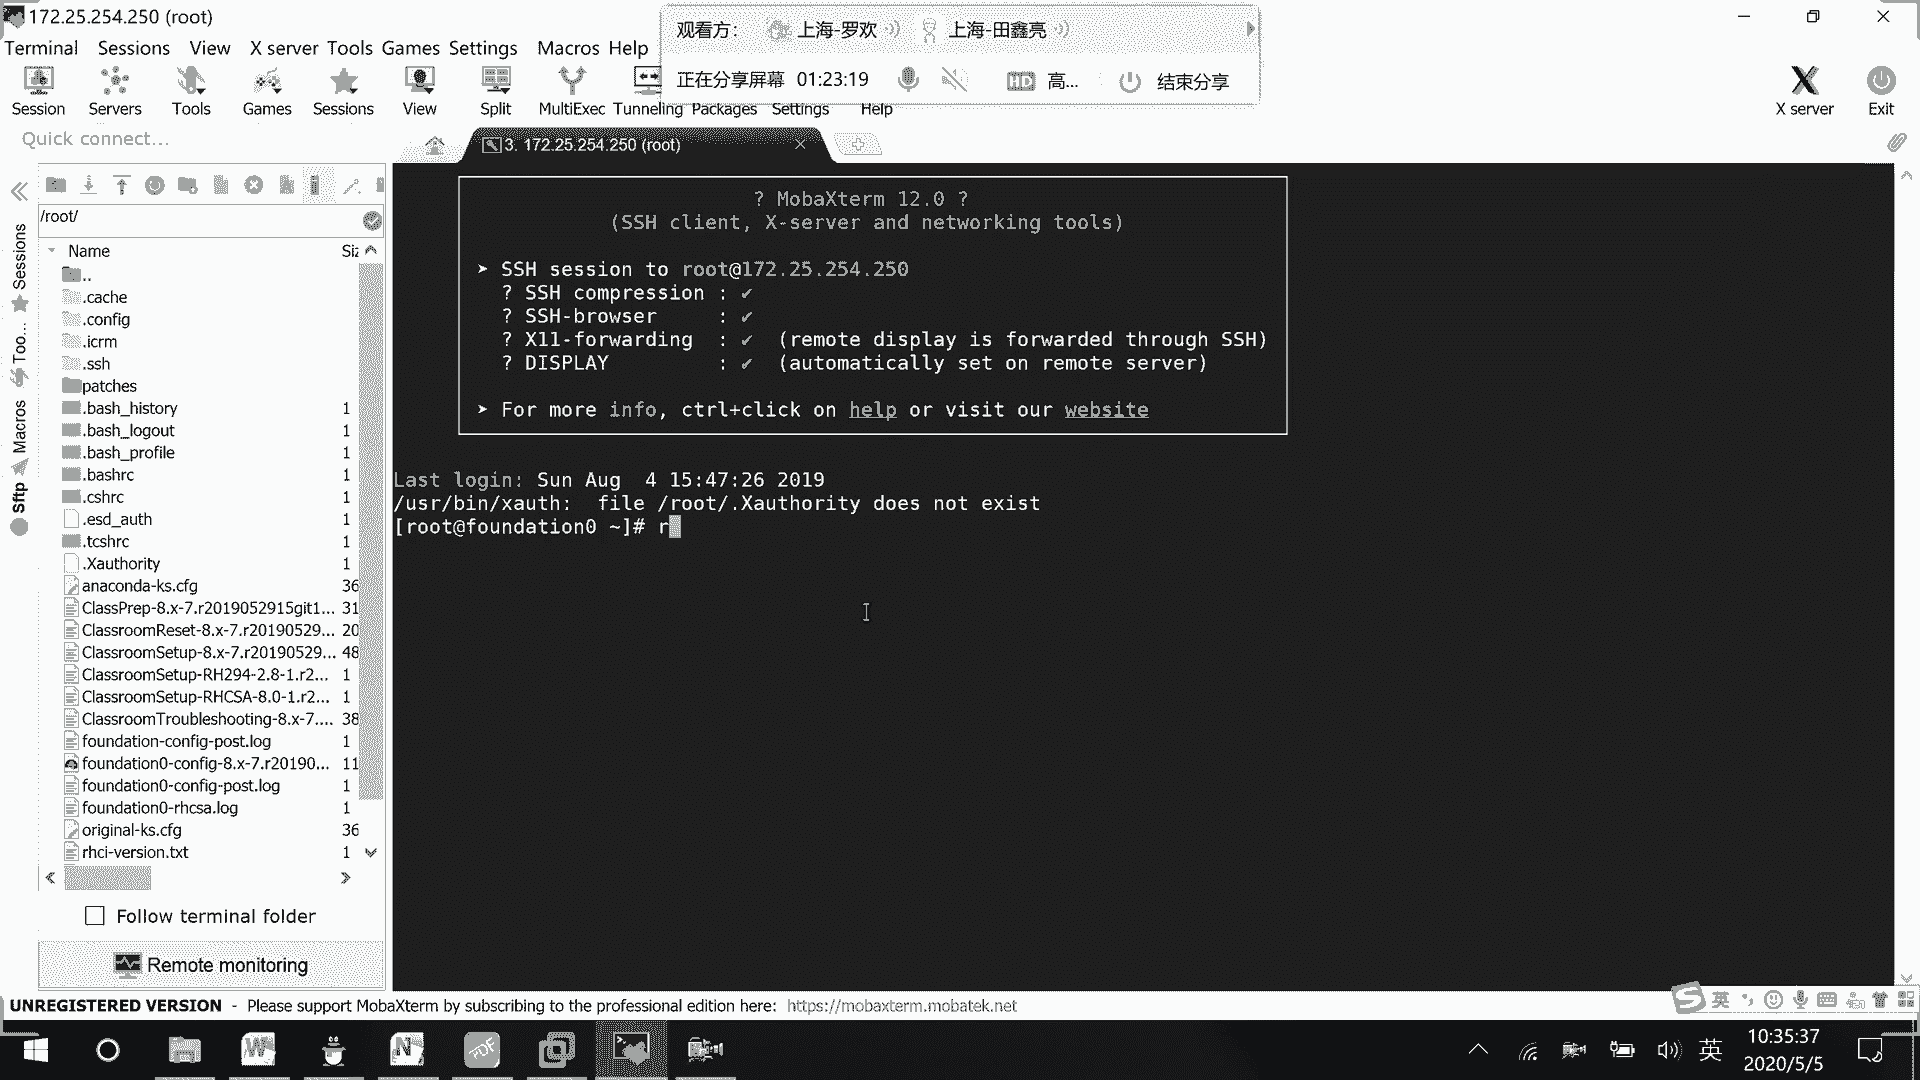 172.25.254.250 (root)
Terminal Sessions View X server Tools Games Settings Macros Help
观看方： 上海-罗欢 上海-田鑫亮
正在分享屏幕 01:23:19 HD 高... 结束分享
Session Servers Tools Games Sessions View Split MultiExec Tunneling Packages Settings Help X server Exit
Quick connect...
3. 172.25.254.250 (root)
/root/
Name Siz
..
.cache
.config
.icrm
.ssh
patches
.bash_history 1
.bash_logout 1
.bash_profile 1
.bashrc 1
.cshrc 1
.esd_auth 1
.tcshrc 1
.Xauthority 1
anaconda-ks.cfg 36
ClassPrep-8.x-7.r2019052915git1... 31
ClassroomReset-8.x-7.r20190529... 20
ClassroomSetup-8.x-7.r20190529... 48
ClassroomSetup-RH294-2.8-1.r2... 1
ClassroomSetup-RHCSA-8.0-1.r2... 1
ClassroomTroubleshooting-8.x-7.... 38
foundation-config-post.log 1
foundation0-config-8.x-7.r20190... 11
foundation0-config-post.log 1
foundation0-rhcsa.log 1
original-ks.cfg 36
rhci-version.txt 1
Follow terminal folder
Remote monitoring
Sessions
Too...
Macros
Sftp
? MobaXterm 12.0 ?
(SSH client, X-server and networking tools)
➤ SSH session to root@172.25.254.250
? SSH compression : ✔
? SSH-browser : ✔
? X11-forwarding : ✔ (remote display is forwarded through SSH)
? DISPLAY : ✔ (automatically set on remote server)
➤ For more info, ctrl+click on help or visit our website
Last login: Sun Aug 4 15:47:26 2019
/usr/bin/xauth: file /root/.Xauthority does not exist
[root@foundation0 ~]# r
UNREGISTERED VERSION - Please support MobaXterm by subscribing to the professional edition here: https://mobaxterm.mobatek.net
英
英
10:35:37
2020/5/5